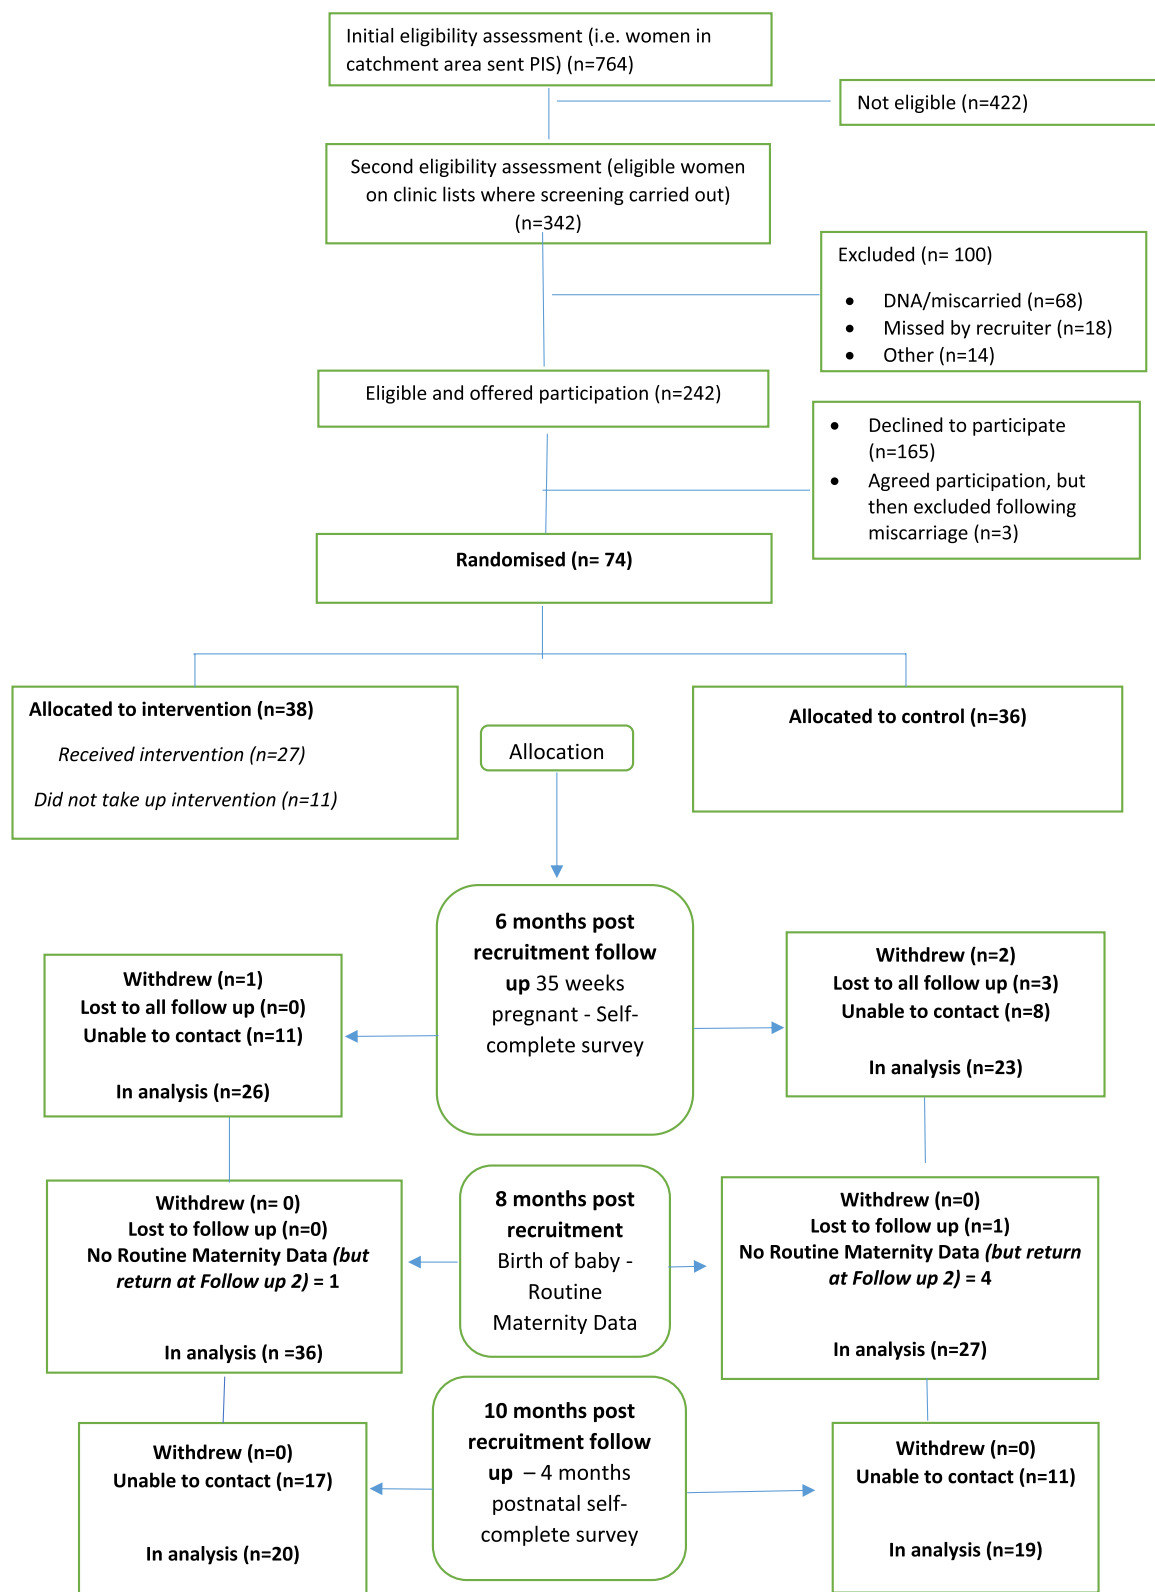 Initial eligibility assessment (i.e. women in
catchment area sent PIS) (n=764)
Not eligible (n=422)
Second eligibility assessment (eligible women
on clinic lists where screening carried out)
(n=342)
Excluded (n= 100)
• DNA/miscarried (n=68)
• Missed by recruiter (n=18)
• Other (n=14)
Eligible and offered participation (n=242)
• Declined to participate
(n=165)
• Agreed participation, but
then excluded following
miscarriage (n=3)
Randomised (n= 74)
Allocated to intervention (n=38)
Received intervention (n=27)
Did not take up intervention (n=11)
Allocation
Allocated to control (n=36)
6 months post
recruitment follow
up 35 weeks
pregnant - Self-
complete survey
Withdrew (n=1)
Lost to all follow up (n=0)
Unable to contact (n=11)
In analysis (n=26)
Withdrew (n=2)
Lost to all follow up (n=3)
Unable to contact (n=8)
In analysis (n=23)
8 months post
recruitment
Birth of baby -
Routine
Maternity Data
Withdrew (n= 0)
Lost to follow up (n=0)
No Routine Maternity Data (but
return at Follow up 2) = 1
In analysis (n =36)
Withdrew (n=0)
Lost to follow up (n=1)
No Routine Maternity Data (but return
at Follow up 2) = 4
In analysis (n=27)
10 months post
recruitment follow
up – 4 months
postnatal self-
complete survey
Withdrew (n=0)
Unable to contact (n=17)
In analysis (n=20)
Withdrew (n=0)
Unable to contact (n=11)
In analysis (n=19)